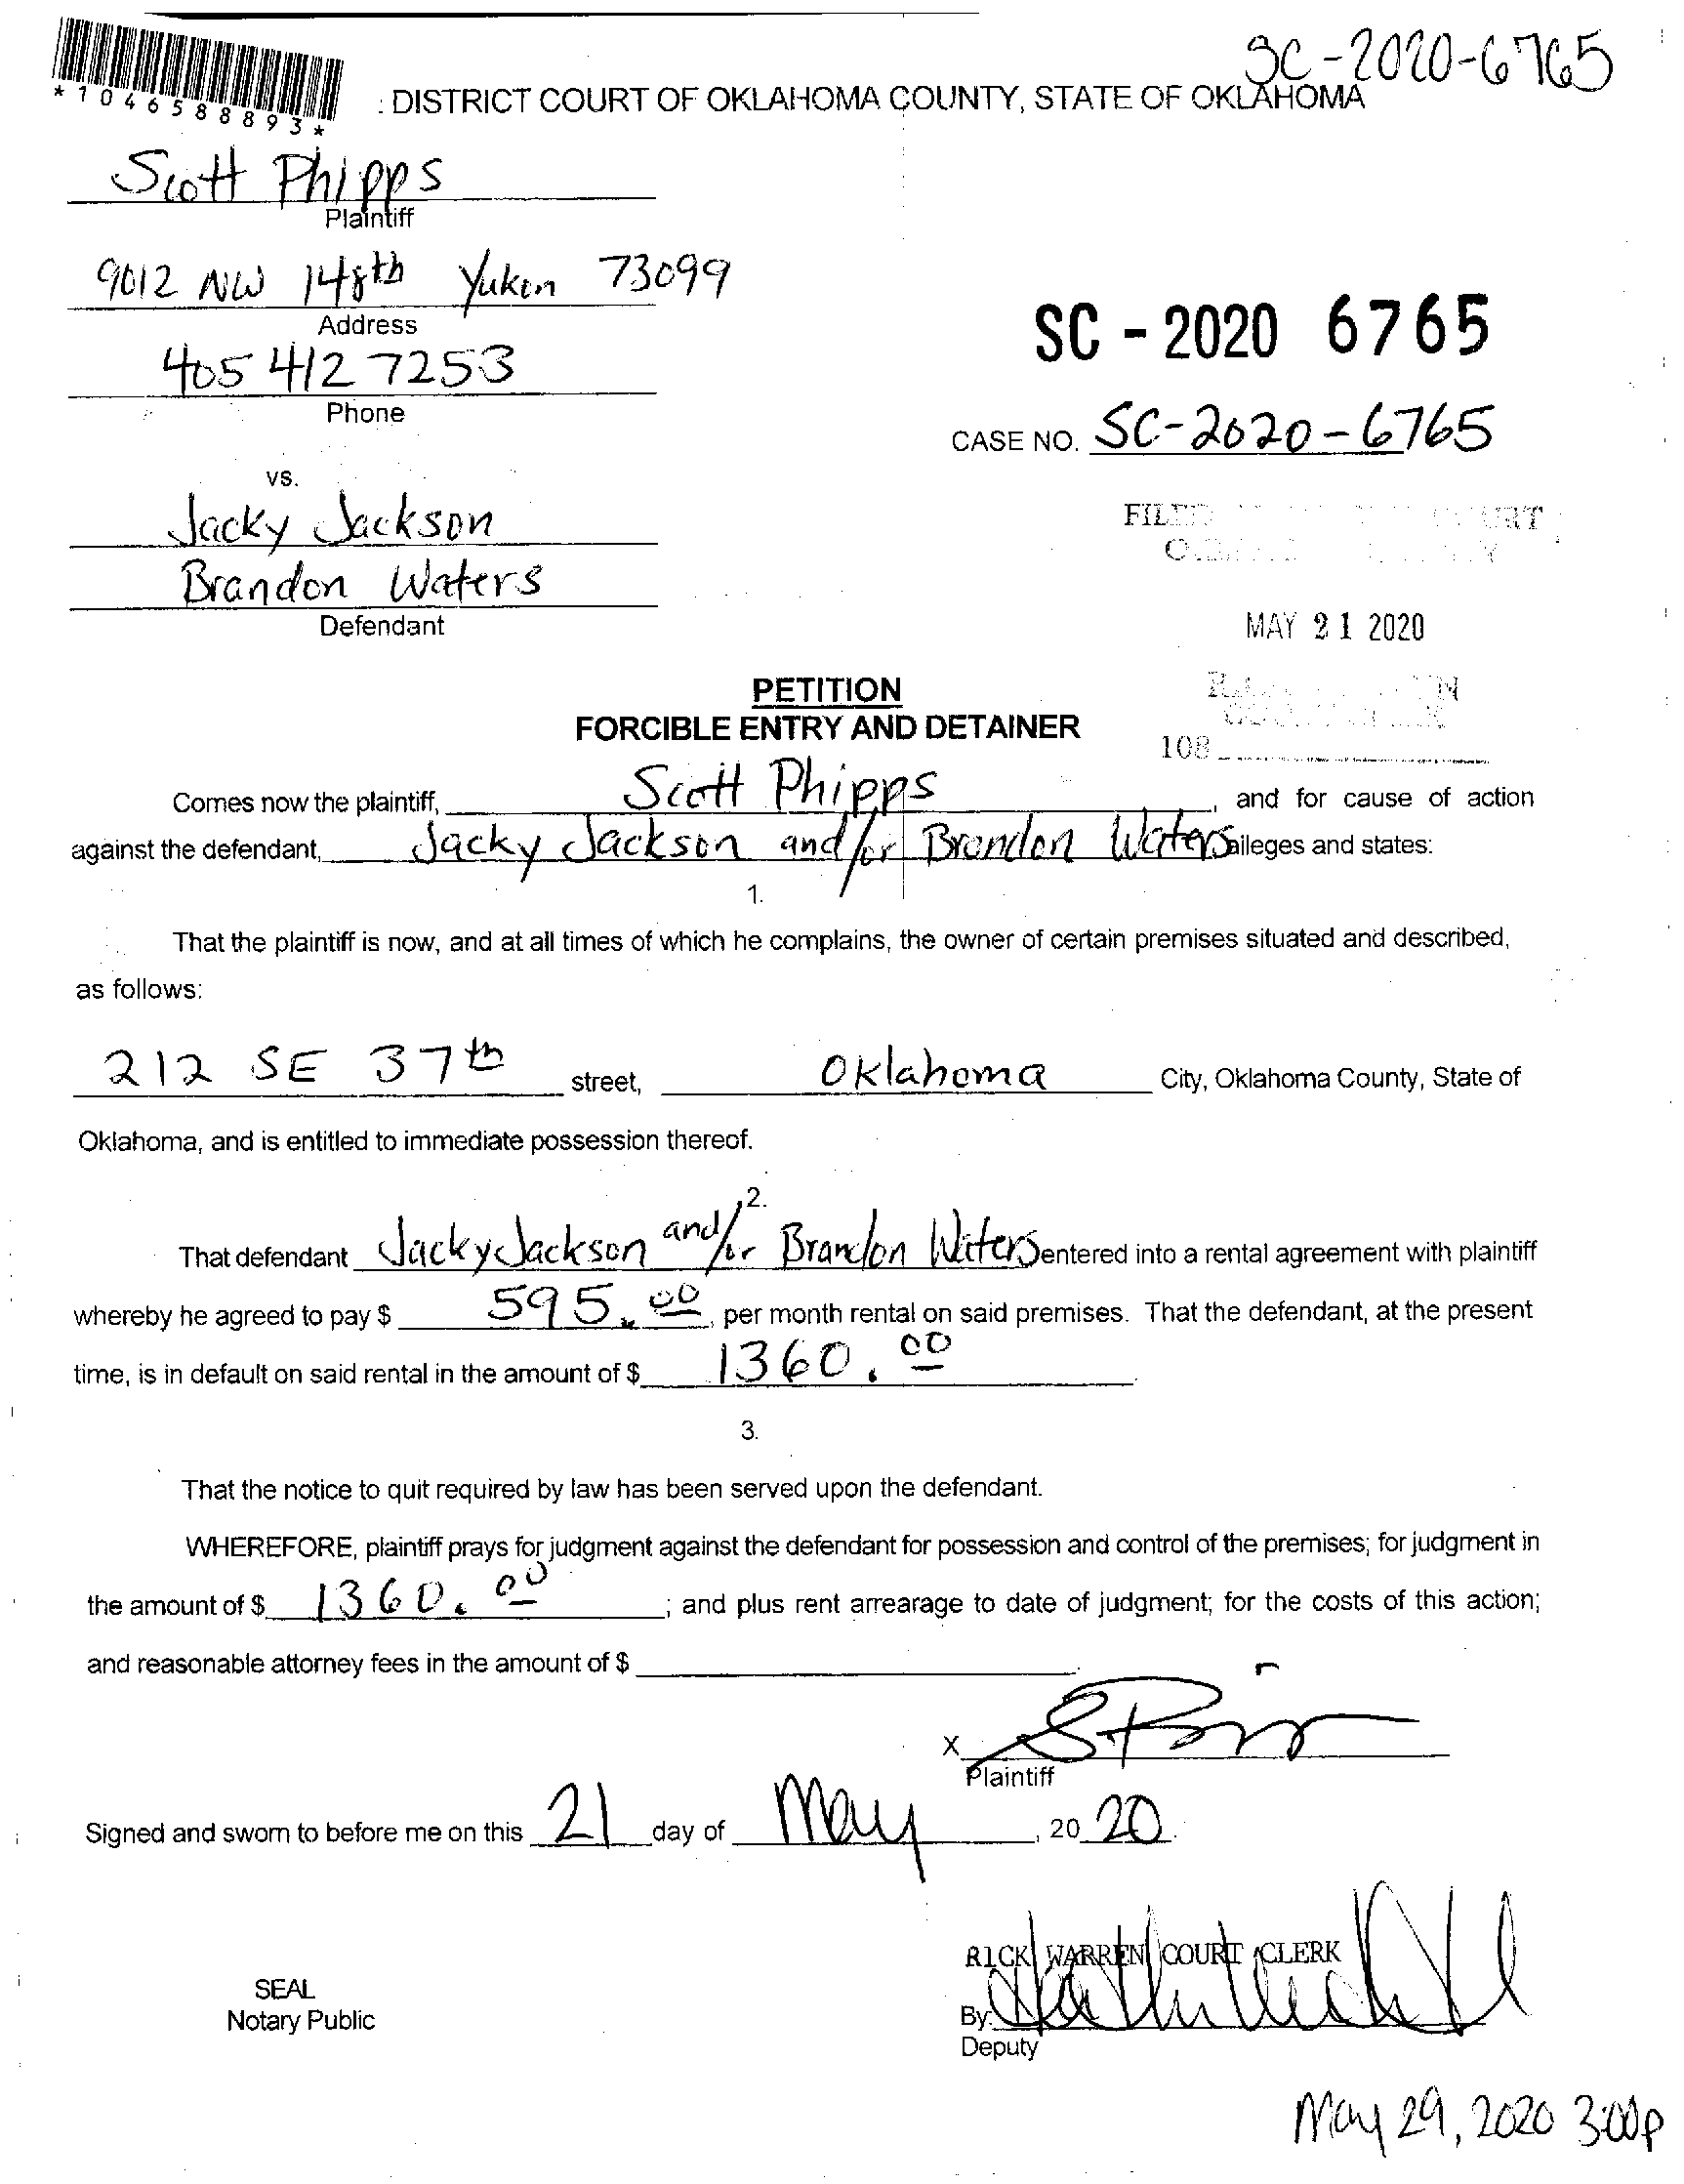 SC-2020-6765
*1046588893*
DISTRICT COURT OF OKLAHOMA COUNTY, STATE OF OKLAHOMA
Scott Phipps
Plaintiff
9012 NW 148th Yukon 73099
Address
SC - 2020 6765
405 412 7253
Phone
CASE NO. SC-2020-6765
vs.
Jacky Jackson
Brandon Waters
Defendant
MAY 21 2020
PETITION
FORCIBLE ENTRY AND DETAINER
108
Comes now the plaintiff, Scott Phipps, and for cause of action
against the defendant, Jacky Jackson and/or Brandon Waters alleges and states:
1.
That the plaintiff is now, and at all times of which he complains, the owner of certain premises situated and described,
as follows:
212 SE 37th street, Oklahoma City, Oklahoma County, State of
Oklahoma, and is entitled to immediate possession thereof.
2.
That defendant Jacky Jackson and/or Brandon Waters entered into a rental agreement with plaintiff
whereby he agreed to pay $ 595.00, per month rental on said premises. That the defendant, at the present
time, is in default on said rental in the amount of $ 1360.00.
3.
That the notice to quit required by law has been served upon the defendant.
WHEREFORE, plaintiff prays for judgment against the defendant for possession and control of the premises; for judgment in
the amount of $ 1360.00; and plus rent arrearage to date of judgment; for the costs of this action;
and reasonable attorney fees in the amount of $
X
Plaintiff
Signed and sworn to before me on this 21 day of May, 2020.
RICK WARREN COURT CLERK
SEAL
Notary Public
By:
Deputy
May 29, 2020 3:00p